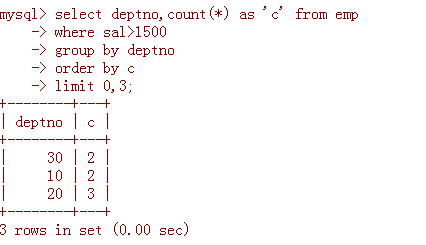 mysql> select deptno,count(*) as 'c' from emp
    -> where sal>1500
    -> group by deptno
    -> order by c
    -> limit 0,3;
+--------+---+
| deptno | c |
+--------+---+
|     30 | 2 |
|     10 | 2 |
|     20 | 3 |
+--------+---+
3 rows in set (0.00 sec)